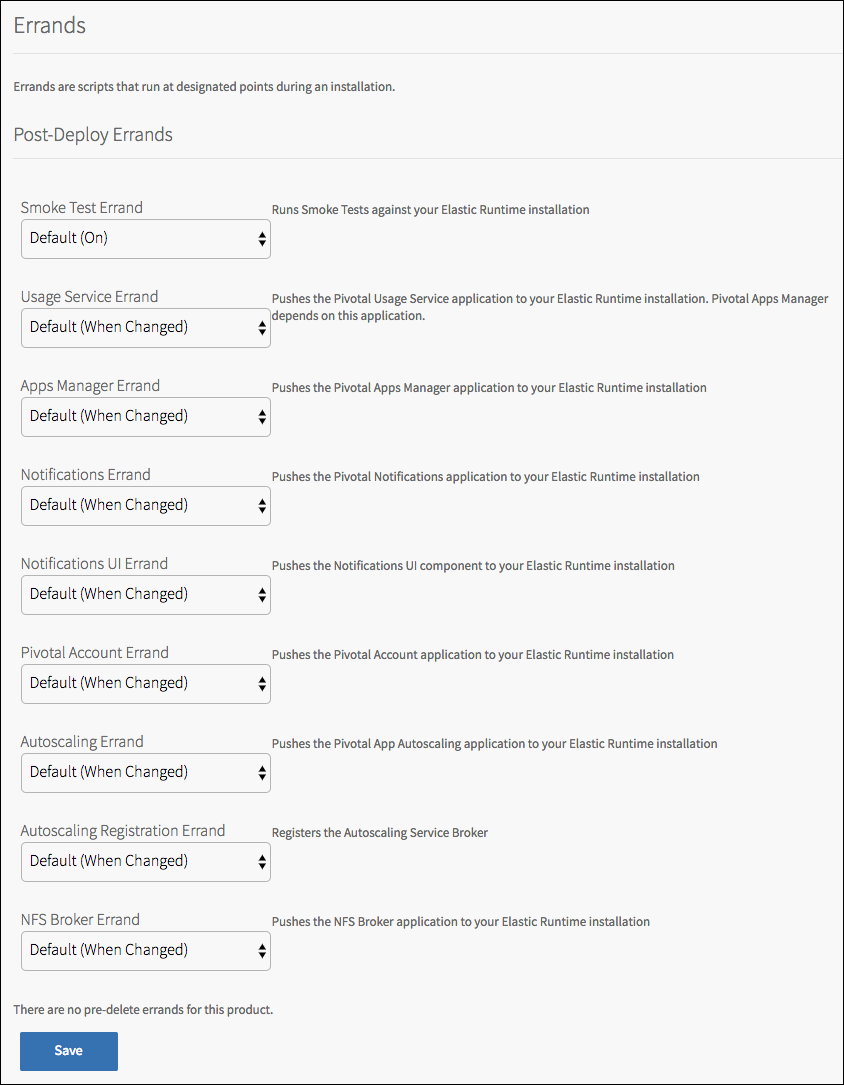 Errands
Errands are scripts that run at designated points during an installation.
Post-Deploy Errands
Smoke Test Errand
Runs Smoke Tests against your Elastic Runtime installation
Default (On)
Usage Service Errand
Pushes the Pivotal Usage Service application to your Elastic Runtime installation. Pivotal Apps Manager
depends on this application.
Default (When Changed)
Apps Manager Errand
Pushes the Pivotal Apps Manager application to your Elastic Runtime installation
Default (When Changed)
Notifications Errand
Pushes the Pivotal Notifications application to your Elastic Runtime installation
Default (When Changed)
Notifications UI Errand
Pushes the Notifications UI component to your Elastic Runtime installation
Default (When Changed)
Pivotal Account Errand
Pushes the Pivotal Account application to your Elastic Runtime installation
Default (When Changed)
Autoscaling Errand
Pushes the Pivotal App Autoscaling application to your Elastic Runtime installation
Default (When Changed)
Autoscaling Registration Errand
Registers the Autoscaling Service Broker
Default (When Changed)
NFS Broker Errand
Pushes the NFS Broker application to your Elastic Runtime installation
Default (When Changed)
There are no pre-delete errands for this product.
Save